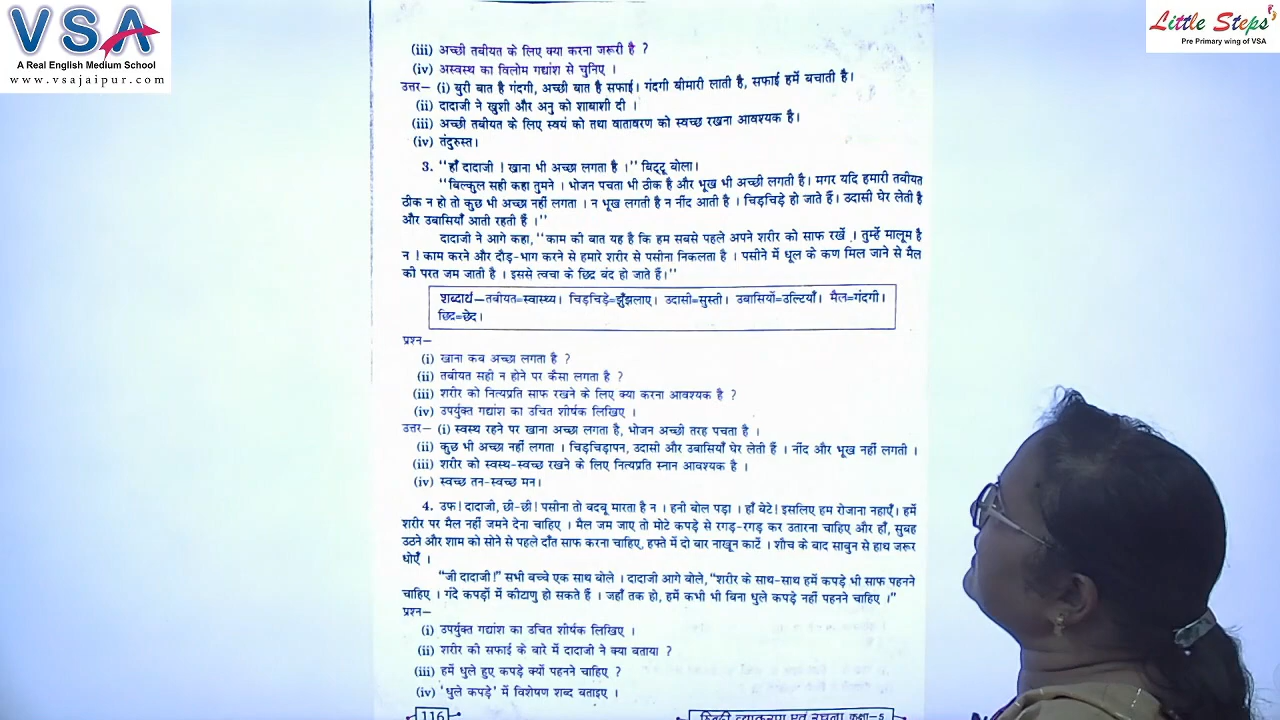 VSA
A Real English Medium School
www.vsajaipur.com
Little Steps
Pre Primary wing of VSA
(iii) अच्छी तबीयत के लिए क्या करना जरूरी है ?
(iv) अस्वस्थ का विलोम गद्यांश से चुनिए ।
उत्तर– (i) बुरी बात है गंदगी, अच्छी बात है सफाई। गंदगी बीमारी लाती है, सफाई हमें बचाती है।
(ii) दादाजी ने खुशी और अनु को शाबाशी दी ।
(iii) अच्छी तबीयत के लिए स्वयं को तथा वातावरण को स्वच्छ रखना आवश्यक है।
(iv) तंदुरुस्त।
3. ‘‘हाँ दादाजी ! खाना भी अच्छा लगता है ।’’ बिट्टू बोला।
‘‘बिल्कुल सही कहा तुमने । भोजन पचता भी ठीक है और भूख भी अच्छी लगती है। मगर यदि हमारी तबीयत
ठीक न हो तो कुछ भी अच्छा नहीं लगता । न भूख लगती है न नींद आती है । चिड़चिड़े हो जाते हैं। उदासी घेर लेती है
और उबासियाँ आती रहती हैं ।’’
दादाजी ने आगे कहा, ‘‘काम की बात यह है कि हम सबसे पहले अपने शरीर को साफ रखें । तुम्हें मालूम है
न ! काम करने और दौड़-भाग करने से हमारे शरीर से पसीना निकलता है । पसीने में धूल के कण मिल जाने से मैल
की परत जम जाती है । इससे त्वचा के छिद्र बंद हो जाते हैं।’’
शब्दार्थ–तबीयत=स्वास्थ्य। चिड़चिड़े=झुँझलाए। उदासी=सुस्ती। उबासियों=उल्टियाँ। मैल=गंदगी।
छिद्र=छेद।
प्रश्न–
(i) खाना कब अच्छा लगता है ?
(ii) तबीयत सही न होने पर कैसा लगता है ?
(iii) शरीर को नित्यप्रति साफ रखने के लिए क्या करना आवश्यक है ?
(iv) उपर्युक्त गद्यांश का उचित शीर्षक लिखिए ।
उत्तर– (i) स्वस्थ रहने पर खाना अच्छा लगता है, भोजन अच्छी तरह पचता है ।
(ii) कुछ भी अच्छा नहीं लगता । चिड़चिड़ापन, उदासी और उबासियाँ घेर लेती हैं । नींद और भूख नहीं लगती ।
(iii) शरीर को स्वस्थ-स्वच्छ रखने के लिए नित्यप्रति स्नान आवश्यक है ।
(iv) स्वच्छ तन-स्वच्छ मन।
4. उफ! दादाजी, छी-छी! पसीना तो बदबू मारता है न । हनी बोल पड़ा । हाँ बेटे! इसलिए हम रोजाना नहाएँ। हमें
शरीर पर मैल नहीं जमने देना चाहिए । मैल जम जाए तो मोटे कपड़े से रगड़-रगड़ कर उतारना चाहिए और हाँ, सुबह
उठने और शाम को सोने से पहले दाँत साफ करना चाहिए, हफ्ते में दो बार नाखून काटें । शौच के बाद साबुन से हाथ जरूर
धोएँ ।
“जी दादाजी!” सभी बच्चे एक साथ बोले । दादाजी आगे बोले, “शरीर के साथ-साथ हमें कपड़े भी साफ पहनने
चाहिए । गंदे कपड़ों में कीटाणु हो सकते हैं । जहाँ तक हो, हमें कभी भी बिना धुले कपड़े नहीं पहनने चाहिए ।”
प्रश्न–
(i) उपर्युक्त गद्यांश का उचित शीर्षक लिखिए ।
(ii) शरीर की सफाई के बारे में दादाजी ने क्या बताया ?
(iii) हमें धुले हुए कपड़े क्यों पहनने चाहिए ?
(iv) ‘धुले कपड़े’ में विशेषण शब्द बताइए ।
116
हिन्दी व्याकरण एवं रचना कक्षा–5